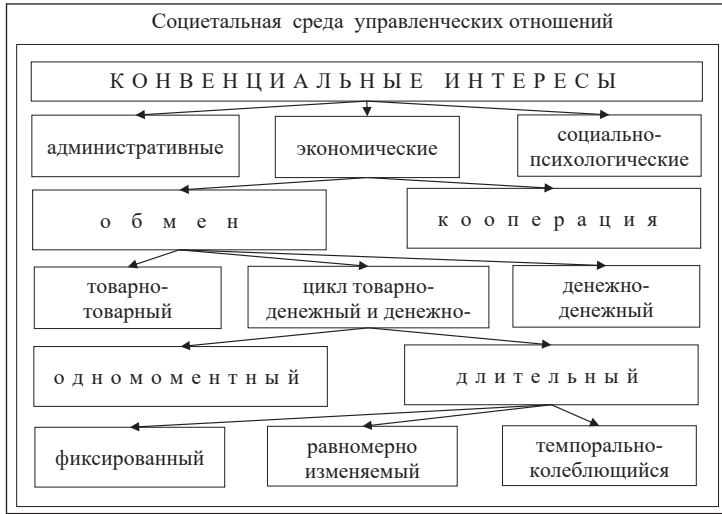 Социетальная среда управленческих отношений
КОНВЕНЦИАЛЬНЫЕ ИНТЕРЕСЫ
административные
экономические
социально-
психологические
обмен
кооперация
товарно-
товарный
цикл товарно-
денежный и денежно-
денежно-
денежный
одномоментный
длительный
фиксированный
равномерно
изменяемый
темпорально-
колеблющийся